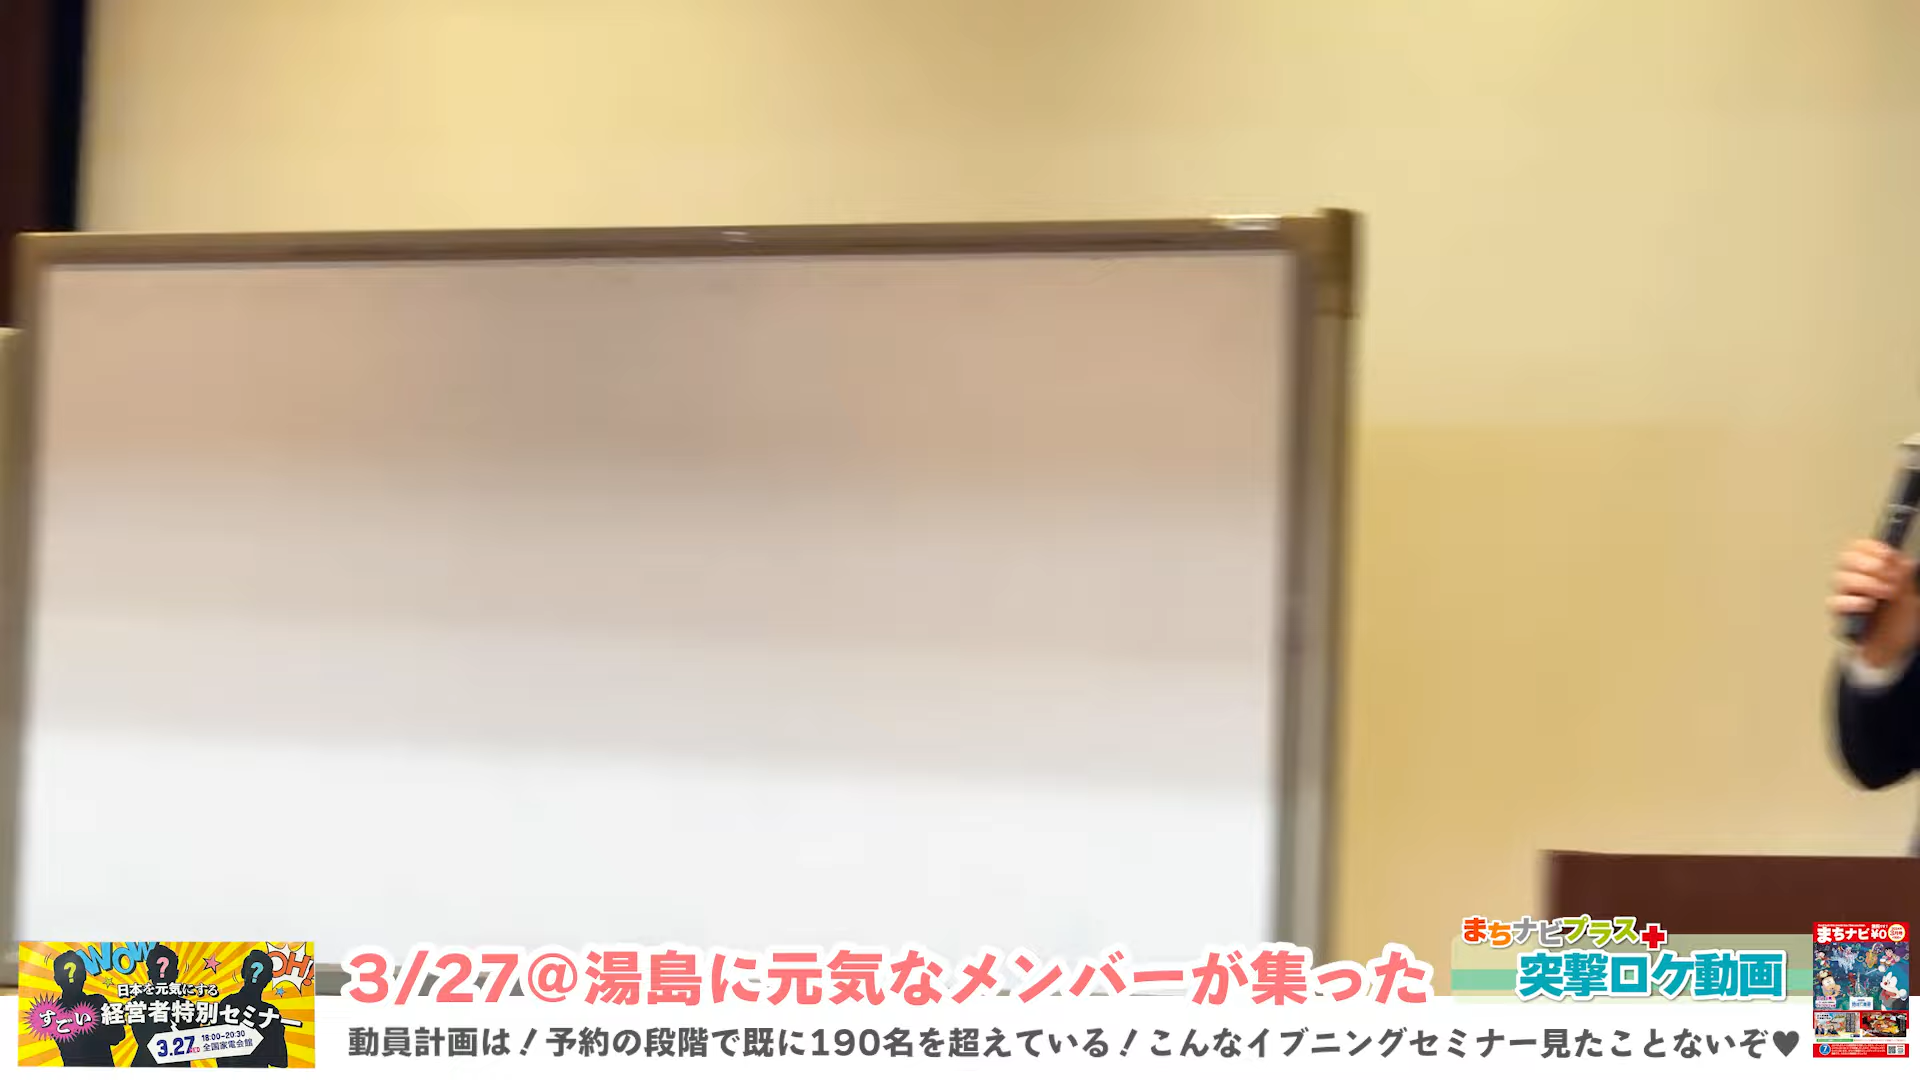 WOW
OH!
? ? ?
日本を元気にする
すごい
経営者特別セミナー
3.27 WED 18:00-20:30
全国家電会館
3/27@湯島に元気なメンバーが集った
動員計画は！予約の段階で既に190名を超えている！こんなイブニングセミナー見たことないぞ♥
まちナビプラス+
突撃ロケ動画
まちナビ ¥0